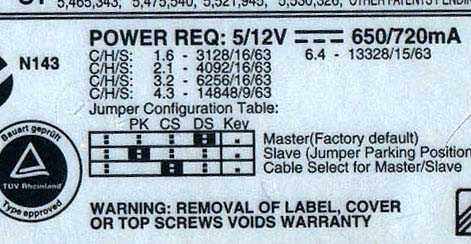 5,465,343; 5,475,540; 5,521,945; 5,530,326; OTHER PATENTS PENDING
POWER REQ: 5/12V 650/720mA
N143
C/H/S: 1.6 - 3128/16/63 6.4 - 13328/15/63
C/H/S: 2.1 - 4092/16/63
C/H/S: 3.2 - 6256/16/63
C/H/S: 4.3 - 14848/9/63
Jumper Configuration Table:
PK CS DS Key
Master(Factory default)
Slave (Jumper Parking Position
Cable Select for Master/Slave
Bauart geprüft
TÜV Rheinland
Type approved
WARNING: REMOVAL OF LABEL, COVER
OR TOP SCREWS VOIDS WARRANTY